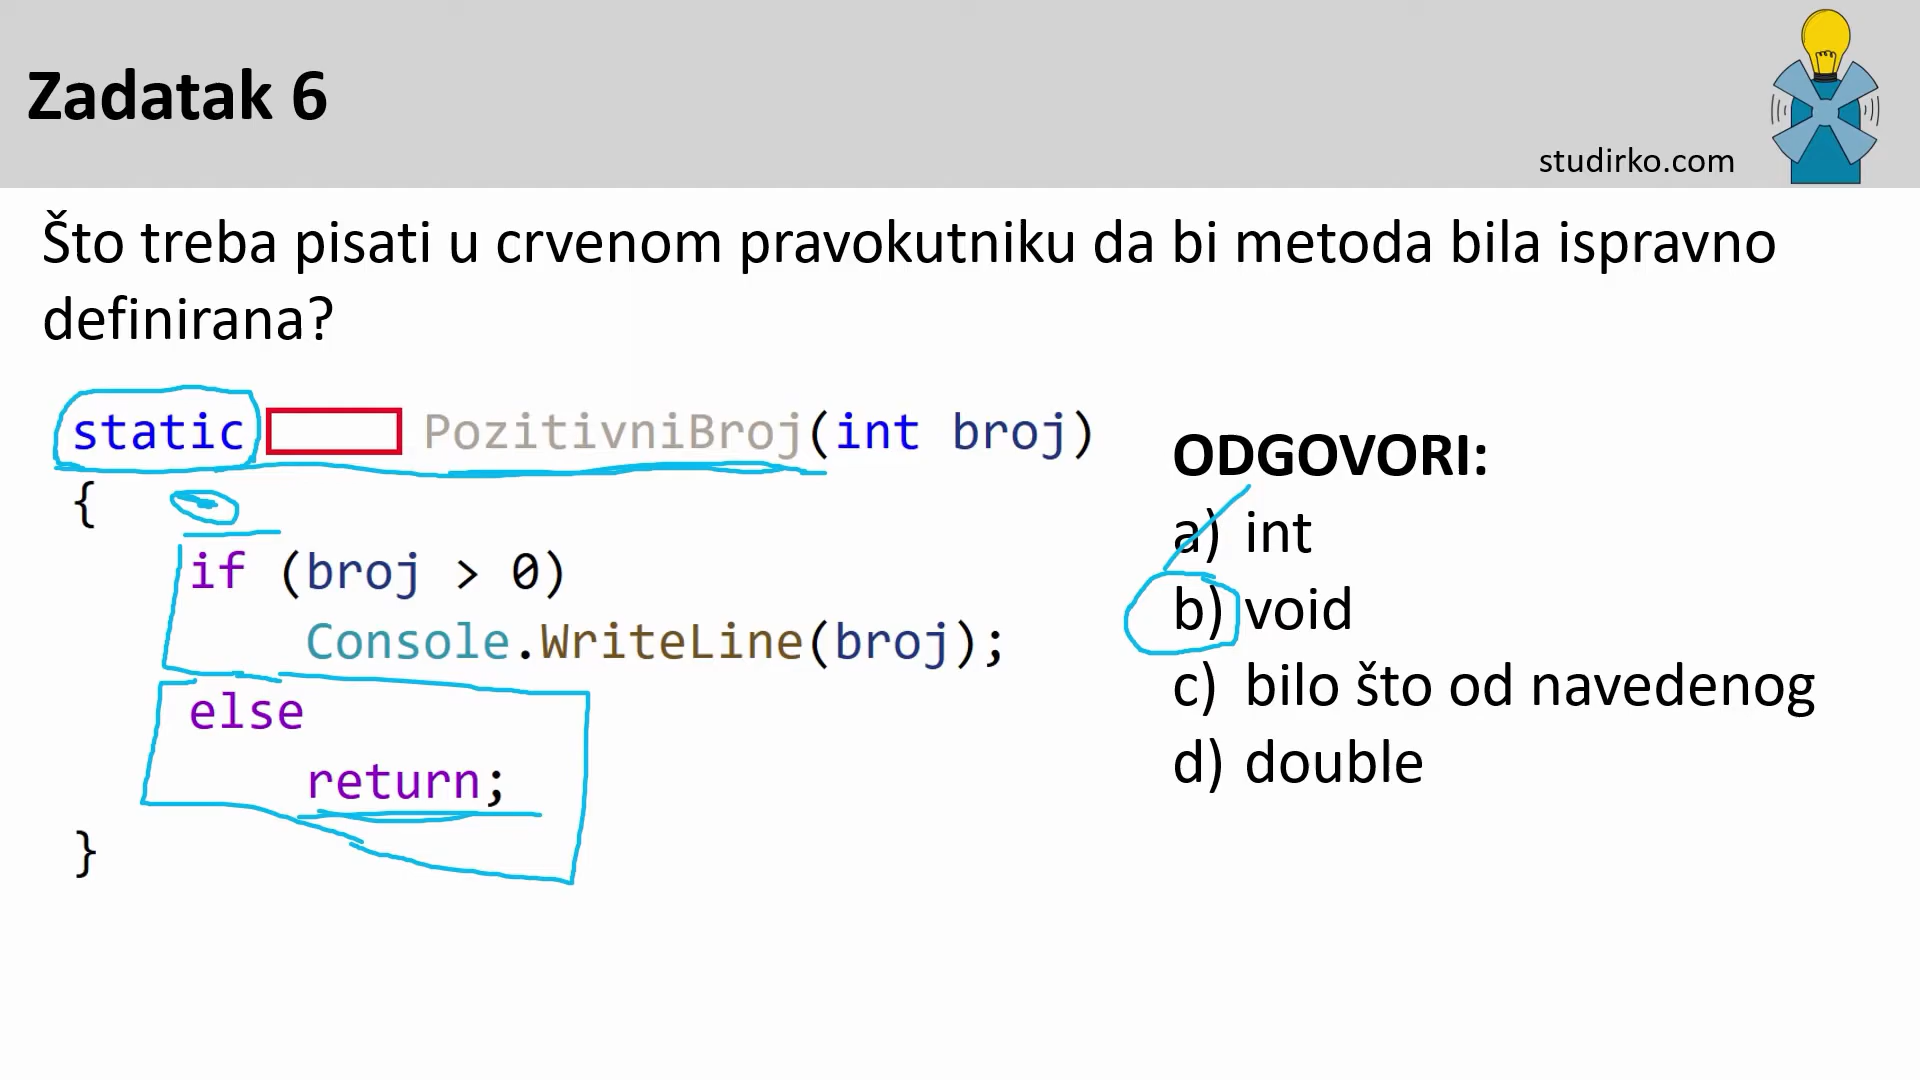 Zadatak 6
studirko.com
Što treba pisati u crvenom pravokutniku da bi metoda bila ispravno
definirana?
static PozitivniBroj(int broj)
{
if (broj > 0)
Console.WriteLine(broj);
else
return;
}
ODGOVORI:
a) int
b) void
c) bilo što od navedenog
d) double